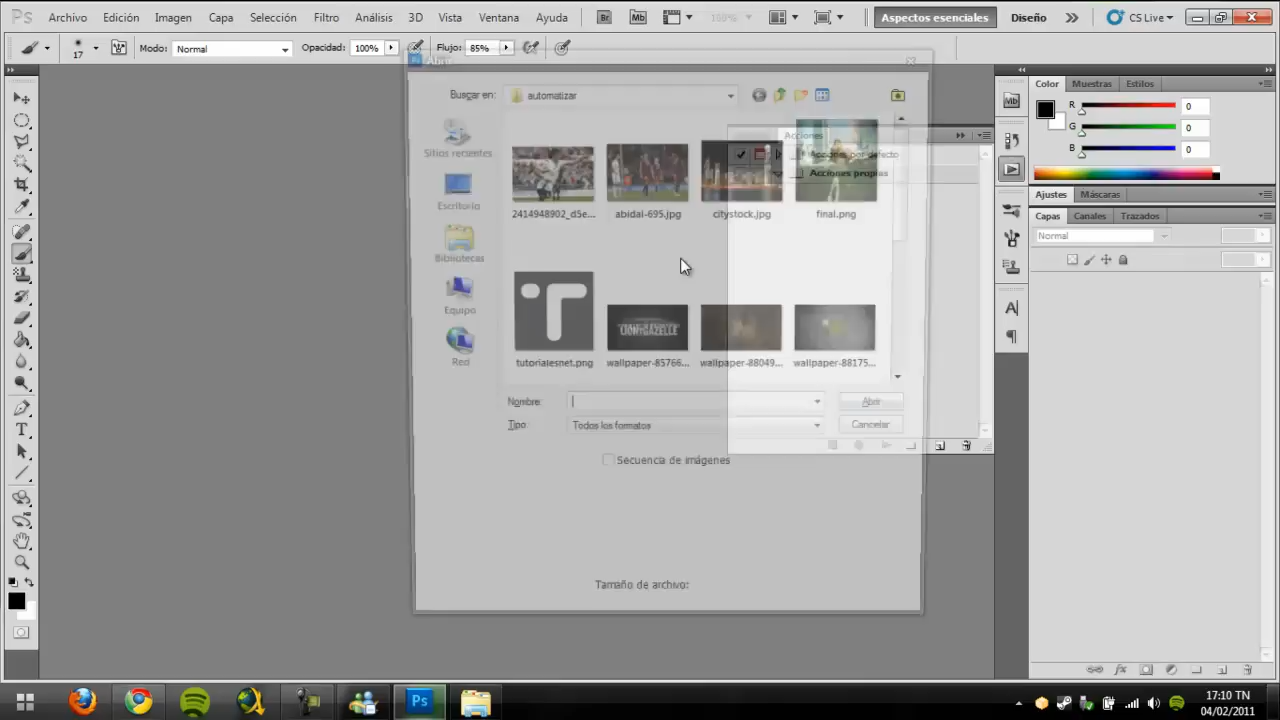 Ps Archivo Edición Imagen Capa Selección Filtro Análisis 3D Vista Ventana Ayuda Br Mb 100% Aspectos esenciales Diseño CS Live
17 Modo: Normal Opacidad: 100% Flujo: 85%
Abrir
Buscar en: automatizar
Sitios recientes
Escritorio
Bibliotecas
Equipo
Red
2414948902_d5e... abidal-695.jpg citystock.jpg final.png
tutorialesnet.png wallpaper-85766... wallpaper-88049... wallpaper-88175...
Nombre: Abrir
Tipo: Todos los formatos Cancelar
Secuencia de imágenes
Tamaño de archivo:
Acciones
Acciones por defecto
Acciones propias
Mb
Color Muestras Estilos
R 0
G 0
B 0
Ajustes Máscaras
Capas Canales Trazados
Normal
Ps
17:10 TN
04/02/2011